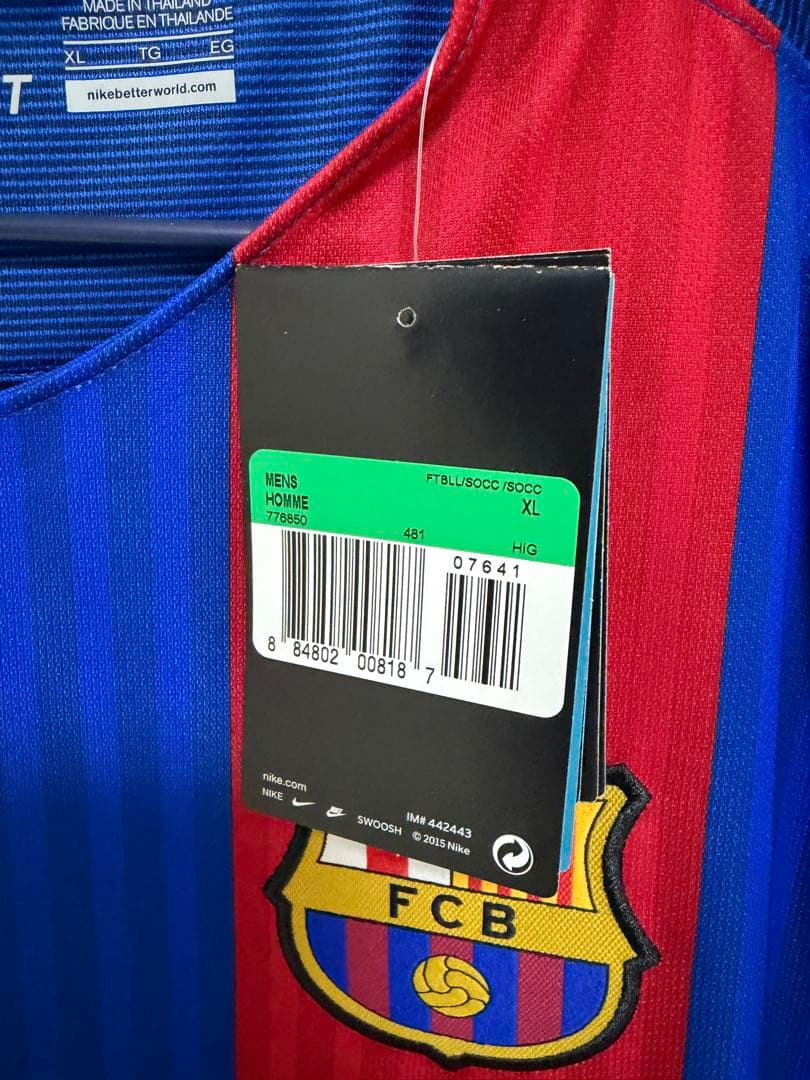 MADE IN THAILAND
FABRIQUE EN THAILANDE
XL TG EG
nikebetterworld.com
T
MENS FTBLL/SOCC /SOCC
HOMME XL
776850 481 HIG
07641
8 84802 00818 7
nike.com
NIKE SWOOSH IM# 442443
© 2015 Nike
FCB